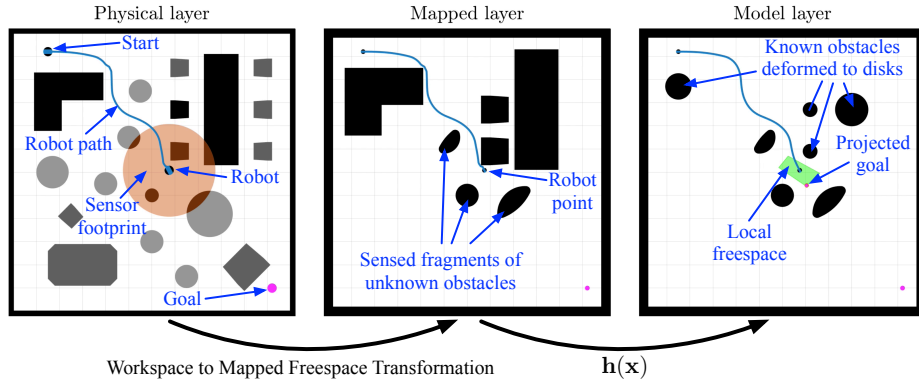 Physical layer
Mapped layer
Model layer
Start
Robot path
Sensor
footprint
Robot
Goal
Sensed fragments of
unknown obstacles
Robot
point
Known obstacles
deformed to disks
Projected
goal
Local
freespace
Workspace to Mapped Freespace Transformation
h(x)